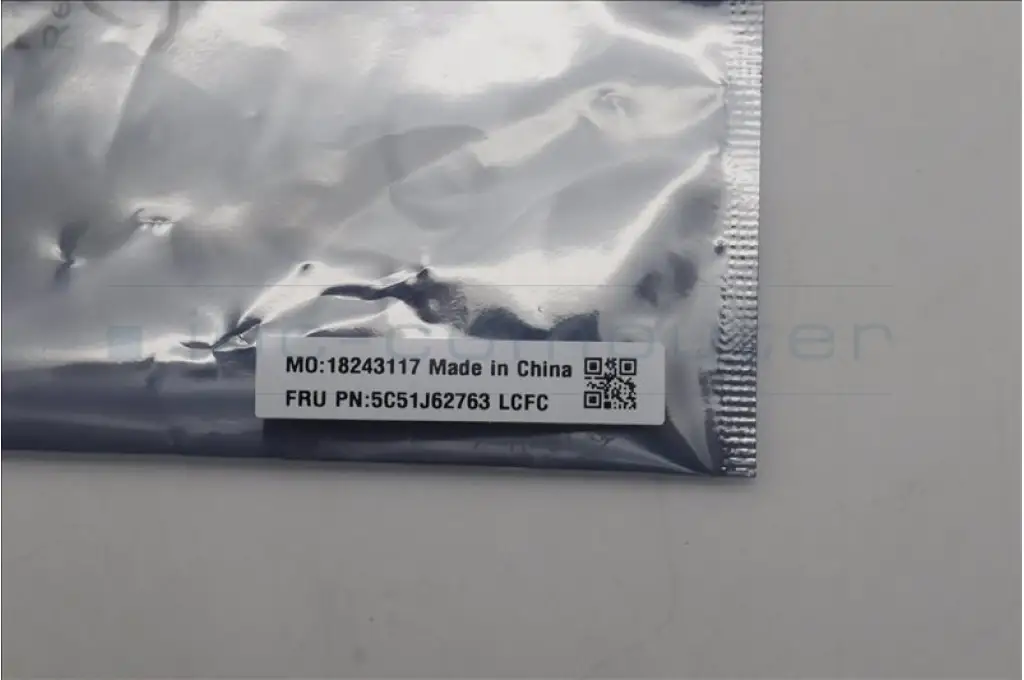 MO:18243117 Made in China
FRU PN:5C51J62763 LCFC